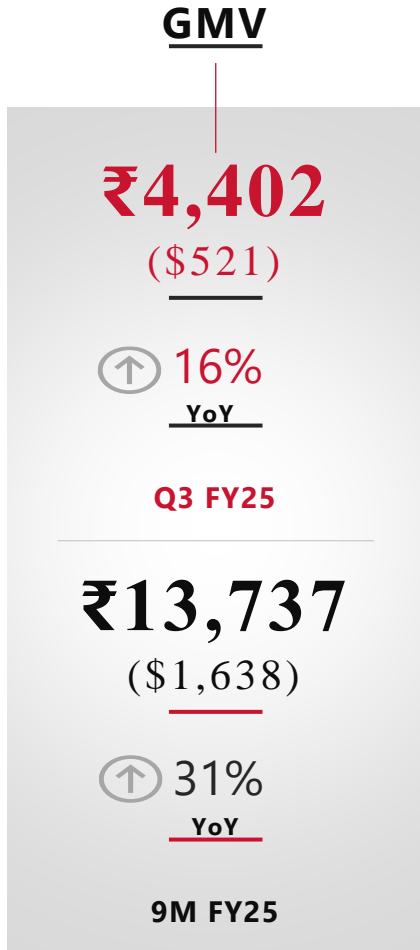 GMV
₹4,402
($521)
16%
YoY
Q3 FY25
₹13,737
($1,638)
31%
YoY
9M FY25